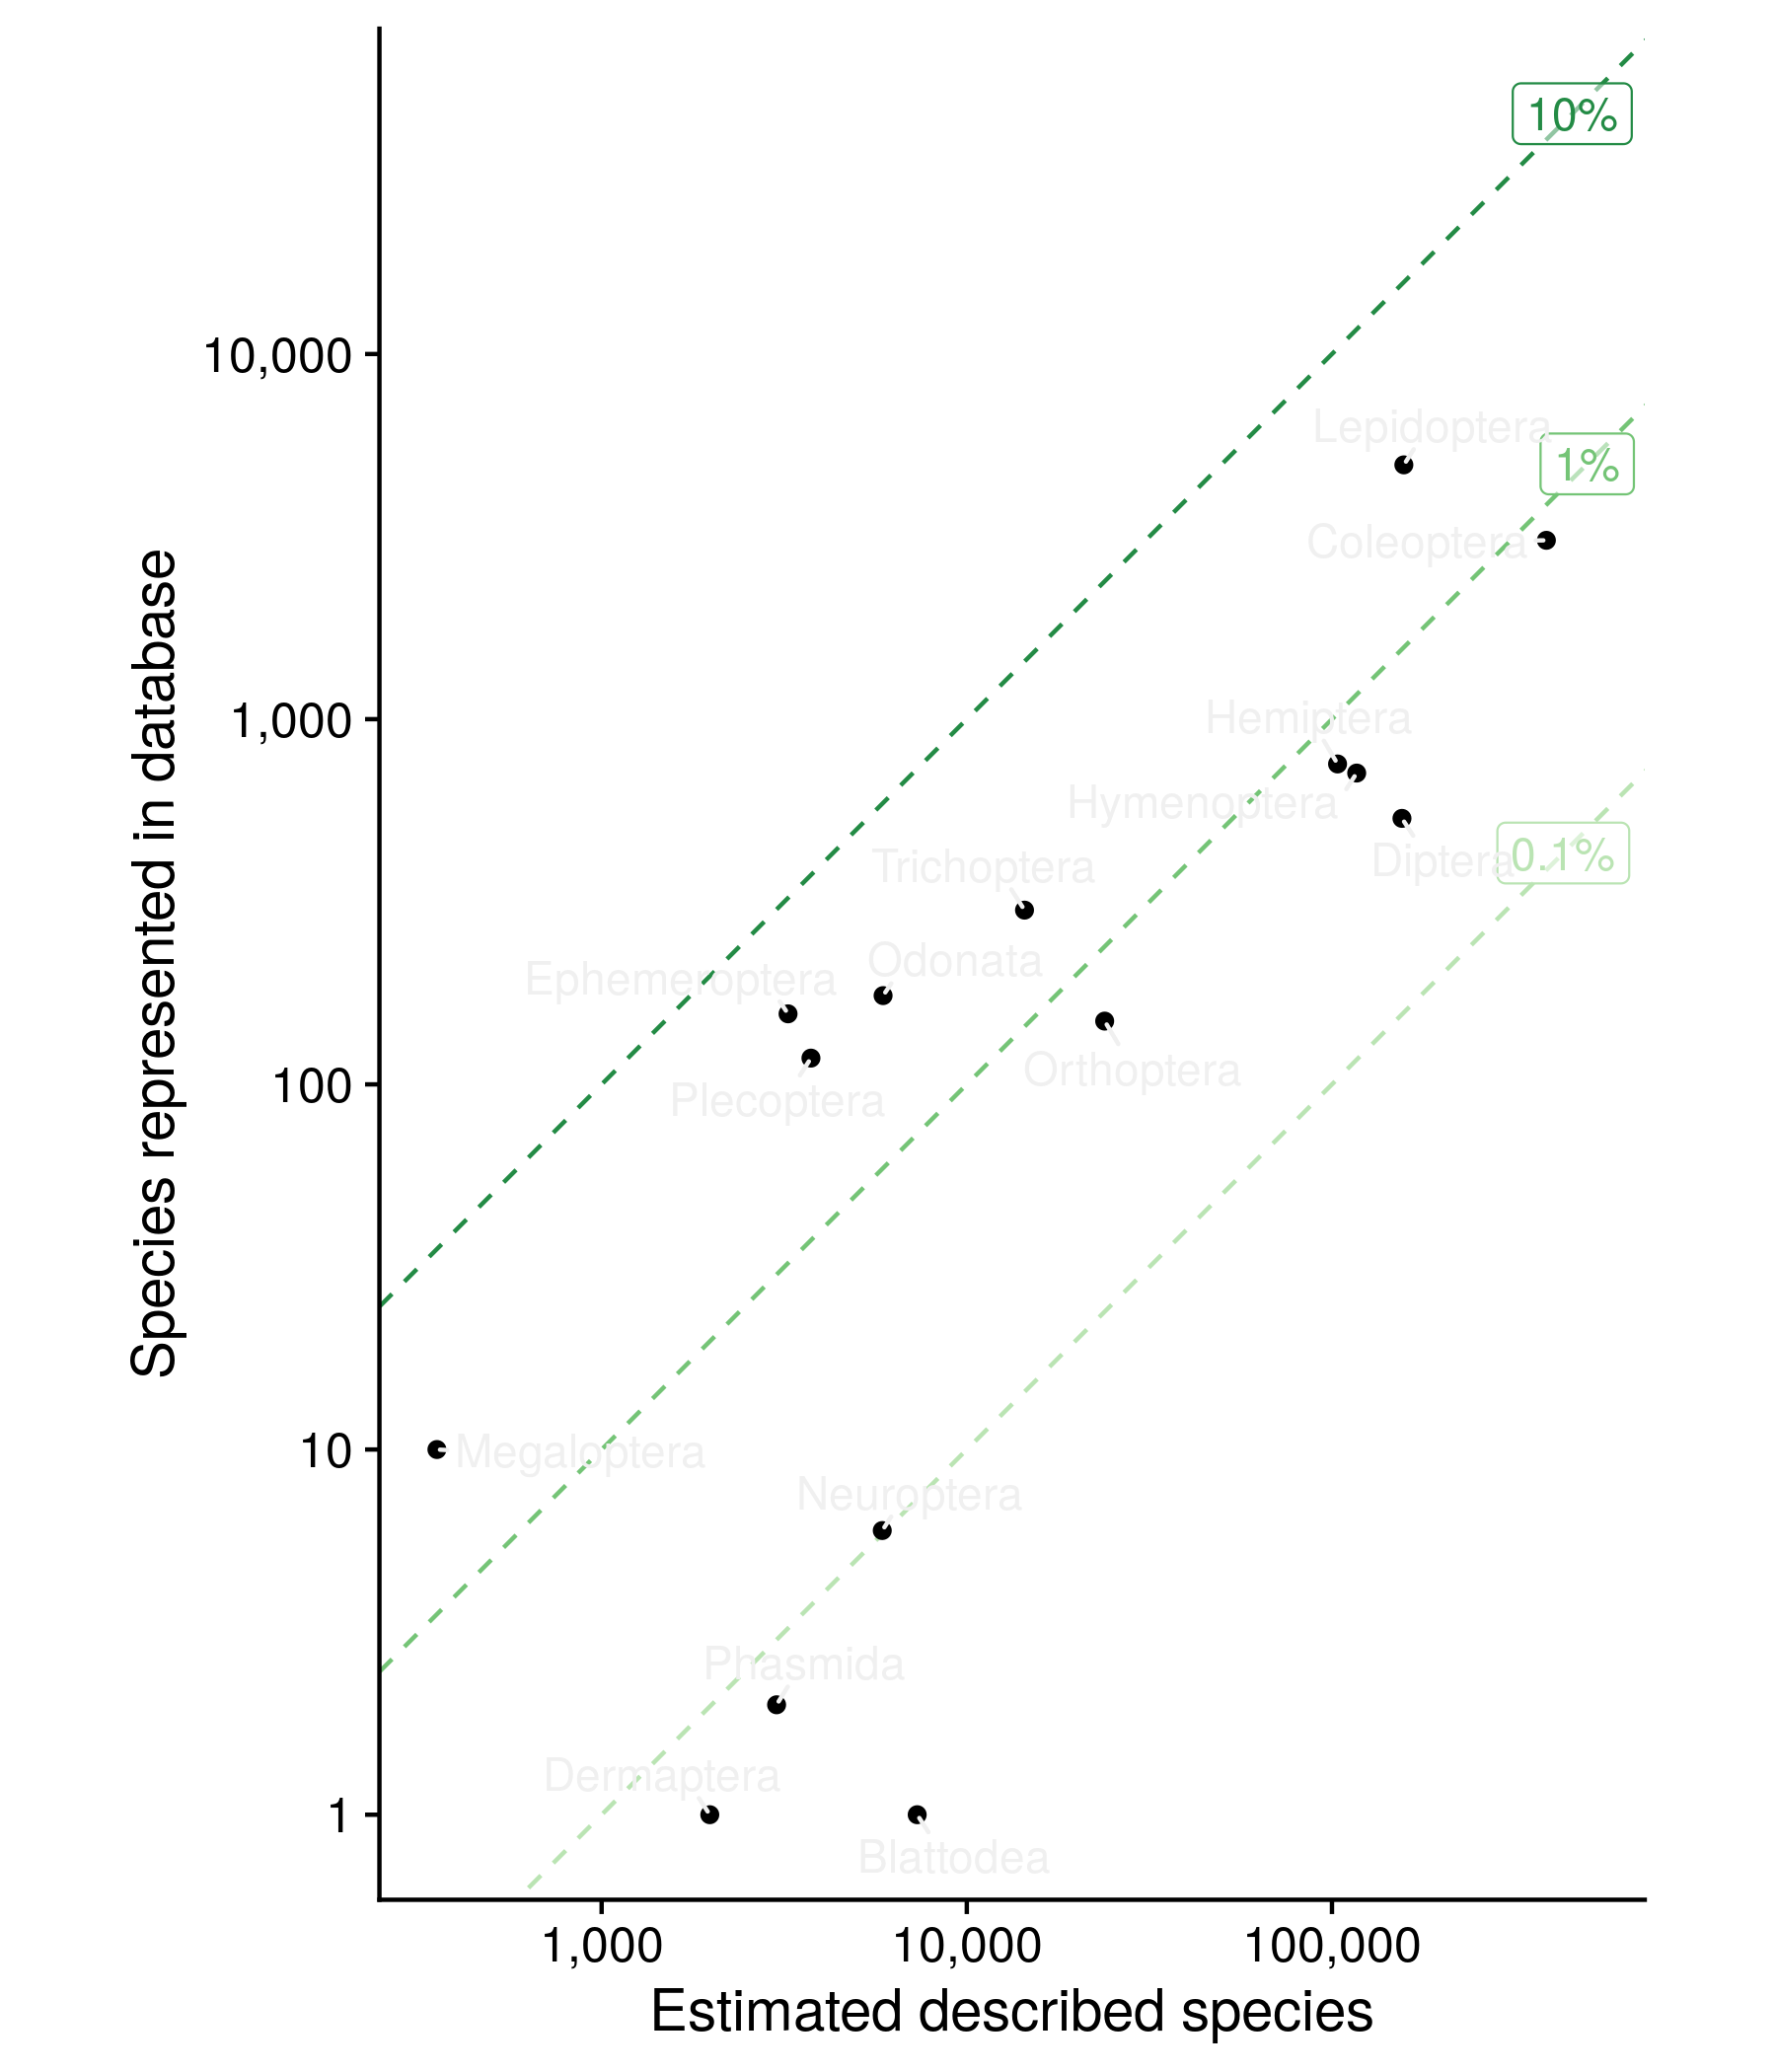 10%
10,000
Lepidoptera
1%
Coleoptera
1,000
Hemiptera
Hymenoptera
Trichoptera
Diptera
0.1%
Odonata
Ephemeroptera
Orthoptera
100
Plecoptera
Species represented in database
10
Megaloptera
Neuroptera
Phasmida
Dermaptera
1
Blattodea
1,000
10,000
100,000
Estimated described species